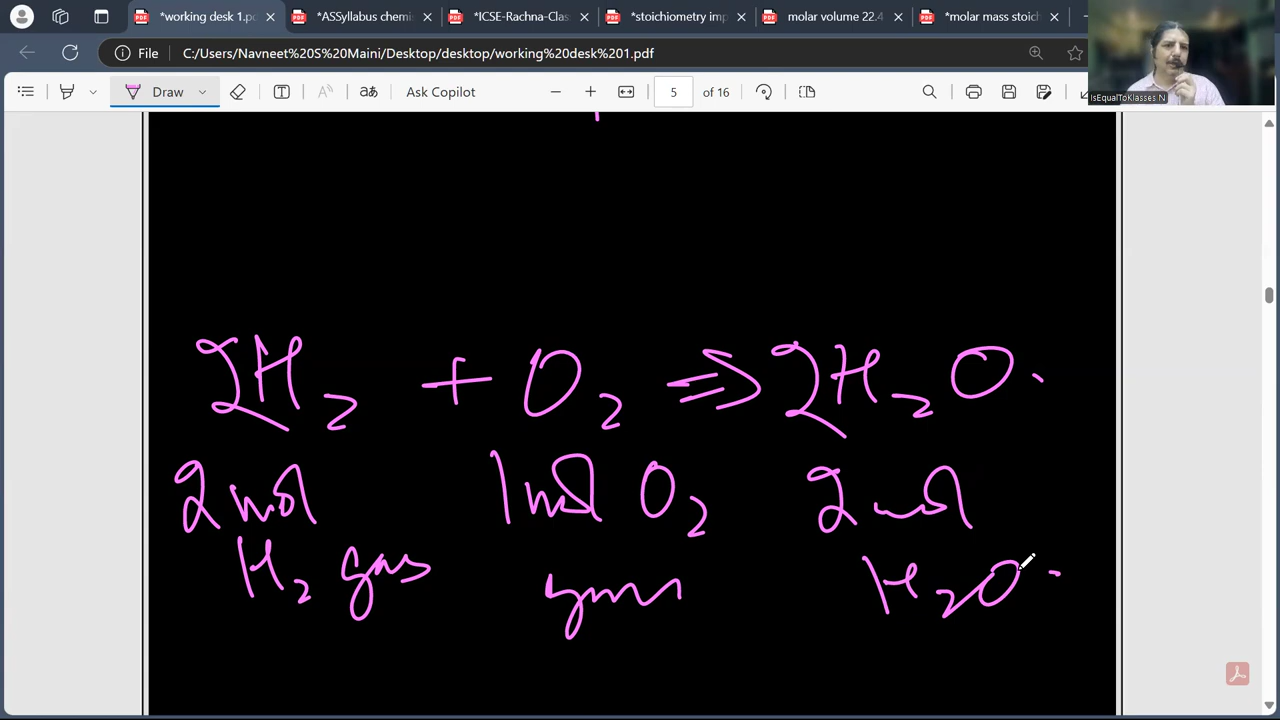 *working desk 1.pd
*ASSyllabus chemi
*ICSE-Rachna-Clas
*stoichiometry imp
molar volume 22.4
*molar mass stoich
File
C:/Users/Navneet%20S%20Maini/Desktop/desktop/working%20desk%201.pdf
Draw
Ask Copilot
5 of 16
IsEqualToKlasses N
2H2 + O2 => 2H2O.
2 mol 1 mol O2 2 mol
H2 gas H2O.